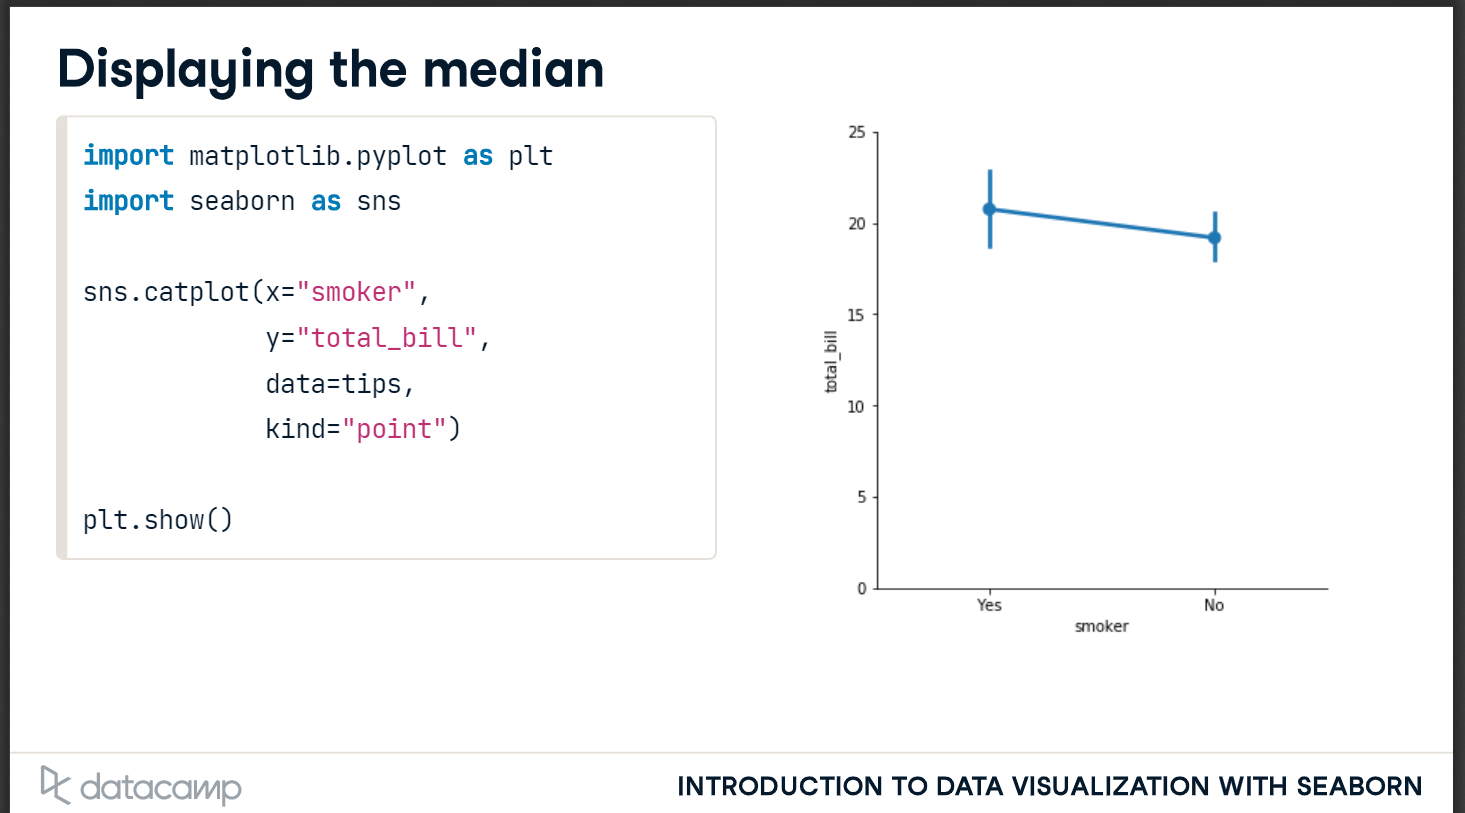 Displaying the median
import matplotlib.pyplot as plt
import seaborn as sns
sns.catplot(x="smoker",
y="total_bill",
data=tips,
kind="point")
plt.show()
25
20
15
10
5
0
total_bill
Yes
No
smoker
datacamp
INTRODUCTION TO DATA VISUALIZATION WITH SEABORN